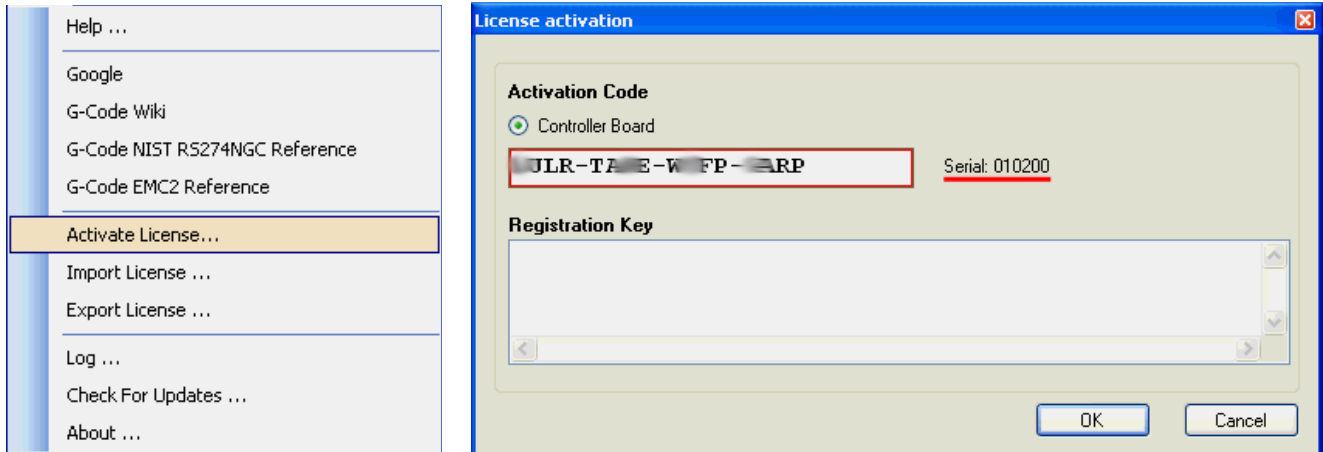 Help ...
Google
G-Code Wiki
G-Code NIST RS274NGC Reference
G-Code EMC2 Reference
Activate License...
Import License ...
Export License ...
Log ...
Check For Updates ...
About ...
License activation
Activation Code
Controller Board
Serial: 010200
Registration Key
OK
Cancel